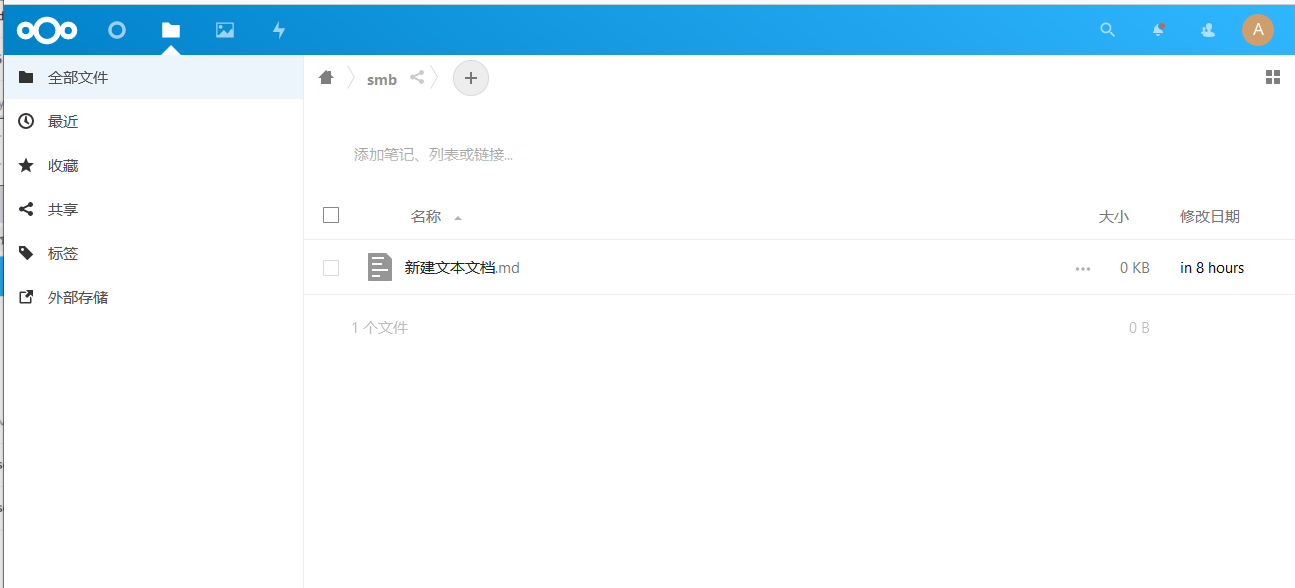 A
全部文件
smb
最近
收藏
添加笔记、列表或链接...
共享
名称 大小 修改日期
标签
新建文本文档.md ... 0 KB in 8 hours
外部存储
1 个文件 0 B